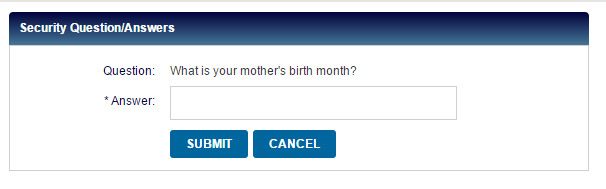 Security Question/Answers
Question: What is your mother's birth month?
* Answer:
SUBMIT CANCEL